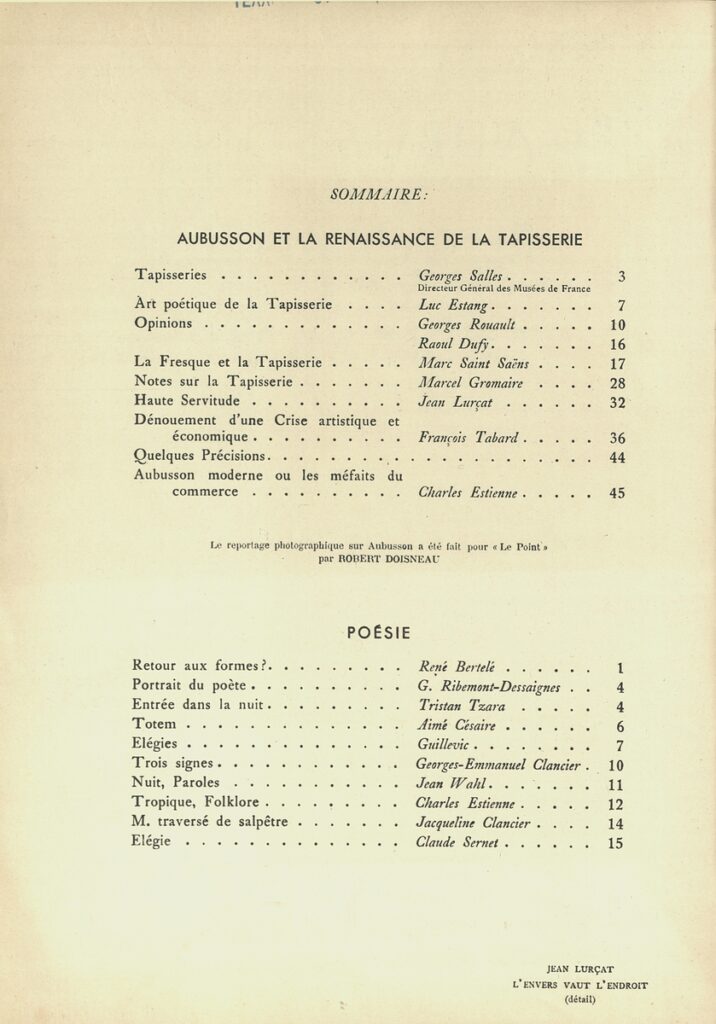 SOMMAIRE:
AUBUSSON ET LA RENAISSANCE DE LA TAPISSERIE
Tapisseries . . . . . . . . . . . . Georges Salles . . . . . . 3
Directeur Général des Musées de France
Art poétique de la Tapisserie . . . . Luc Estang . . . . . . . 7
Opinions . . . . . . . . . . . . . Georges Rouault . . . . . 10
Raoul Dufy . . . . . . . 16
La Fresque et la Tapisserie . . . . . Marc Saint Saëns . . . . 17
Notes sur la Tapisserie . . . . . . . Marcel Gromaire . . . . 28
Haute Servitude . . . . . . . . . . Jean Lurçat . . . . . . 32
Dénouement d'une Crise artistique et
économique . . . . . . . . . . François Tabard . . . . . 36
Quelques Précisions . . . . . . . . . . . . . . . . . . 44
Aubusson moderne ou les méfaits du
commerce . . . . . . . . . . Charles Estienne . . . . . 45
Le reportage photographique sur Aubusson a été fait pour « Le Point »
par ROBERT DOISNEAU
POÉSIE
Retour aux formes ? . . . . . . . . . René Bertelé . . . . . . 1
Portrait du poète . . . . . . . . . . G. Ribemont-Dessaignes . . 4
Entrée dans la nuit . . . . . . . . . Tristan Tzara . . . . . 4
Totem . . . . . . . . . . . . . . Aimé Césaire . . . . . . 6
Elégies . . . . . . . . . . . . . Guillevic . . . . . . . . 7
Trois signes . . . . . . . . . . . . Georges-Emmanuel Clancier . 10
Nuit, Paroles . . . . . . . . . . . Jean Wahl . . . . . . . 11
Tropique, Folklore . . . . . . . . . Charles Estienne . . . . . 12
M. traversé de salpêtre . . . . . . . Jacqueline Clancier . . . . 14
Elégie . . . . . . . . . . . . . . Claude Sernet . . . . . . 15
JEAN LURÇAT
L'ENVERS VAUT L'ENDROIT
(détail)